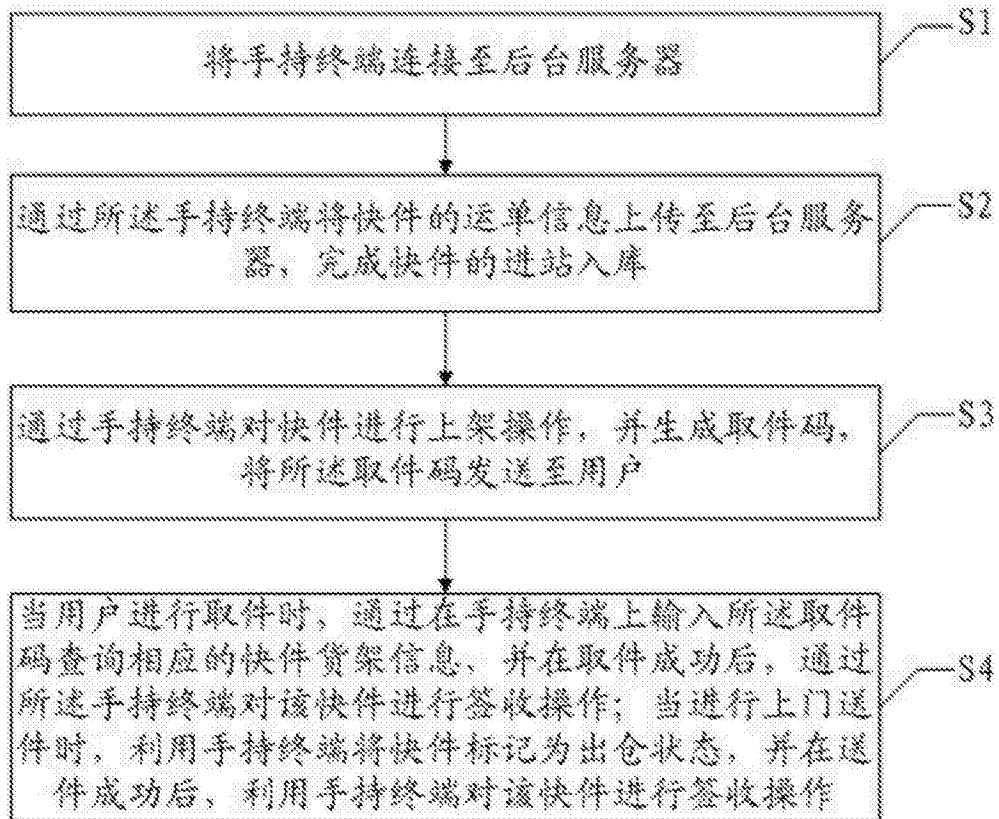 将手持终端连接至后台服务器
S1
通过所述手持终端将快件的运单信息上传至后台服务
器，完成快件的进站入库
S2
通过手持终端对快件进行上架操作，并生成取件码，
将所述取件码发送至用户
S3
当用户进行取件时，通过在手持终端上输入所述取件
码查询相应的快件货架信息、并在取件成功后，通过
所述手持终端对该快件进行签收操作；当进行上门送
件时，利用手持终端将快件标记为出仓状态，并在送
件成功后、利用手持终端对该快件进行签收操作
S4